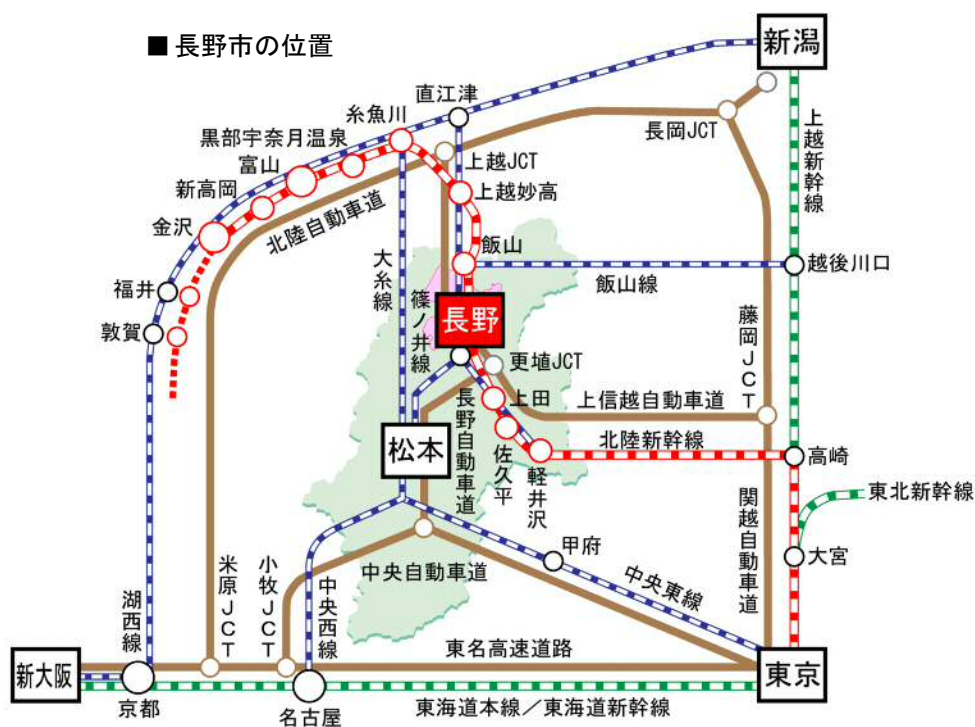 ■ 長野市の位置
新潟
直江津
糸魚川
黒部宇奈月温泉
富山
新高岡
金沢
長岡JCT
上越新幹線
上越JCT
上越妙高
北陸自動車道
飯山
飯山線
越後川口
福井
敦賀
大糸線
篠ノ井線
長野
更埴JCT
藤岡JCT
上田
上信越自動車道
長野自動車道
松本
佐久平
軽井沢
北陸新幹線
高崎
東北新幹線
関越自動車道
大宮
甲府
中央東線
中央自動車道
湖西線
米原JCT
小牧JCT
中央西線
東名高速道路
新大阪
京都
名古屋
東海道本線／東海道新幹線
東京